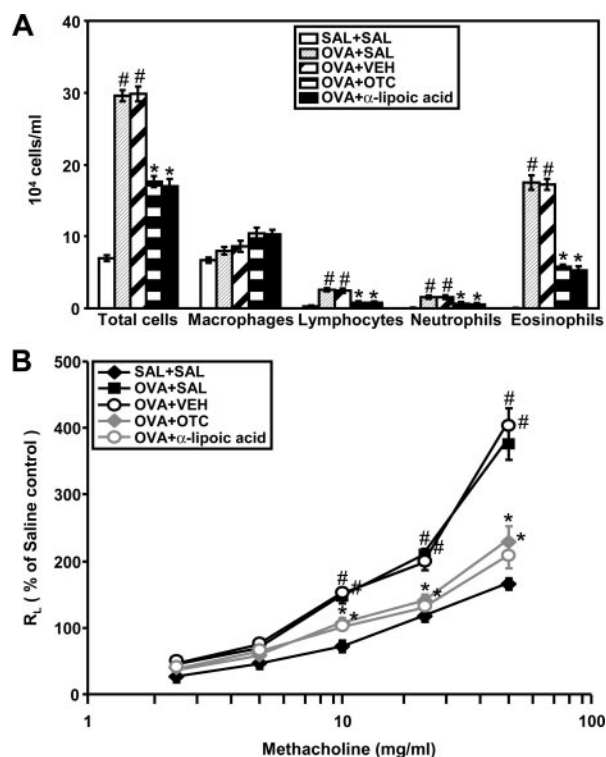 A
40
30
20
10
0
10⁴ cells/ml
SAL+SAL
OVA+SAL
OVA+VEH
OVA+OTC
OVA+α-lipoic acid
# #
* *
# #
* *
# #
* *
# #
* *
Total cells Macrophages Lymphocytes Neutrophils Eosinophils
B
500
400
300
200
100
0
R_L ( % of Saline control )
SAL+SAL
OVA+SAL
OVA+VEH
OVA+OTC
OVA+α-lipoic acid
#
#
#
#
#
#
*
*
*
*
*
*
1 10 100
Methacholine (mg/ml)